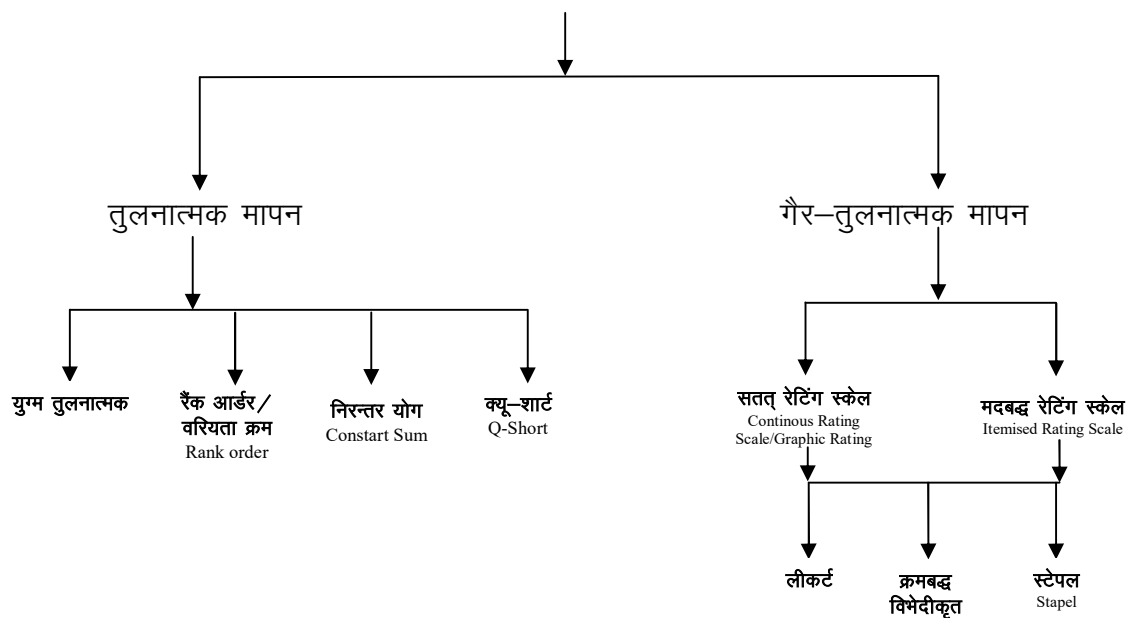 तुलनात्मक मापन
गैर–तुलनात्मक मापन
युग्म तुलनात्मक
रैंक आर्डर/
वरियता क्रम
Rank order
निरन्तर योग
Constart Sum
क्यू–शार्ट
Q-Short
सतत् रेटिंग स्केल
Continous Rating
Scale/Graphic Rating
मदबद्ध रेटिंग स्केल
Itemised Rating Scale
लीकर्ट
क्रमबद्ध
विभेदीकृत
स्टेपल
Stapel